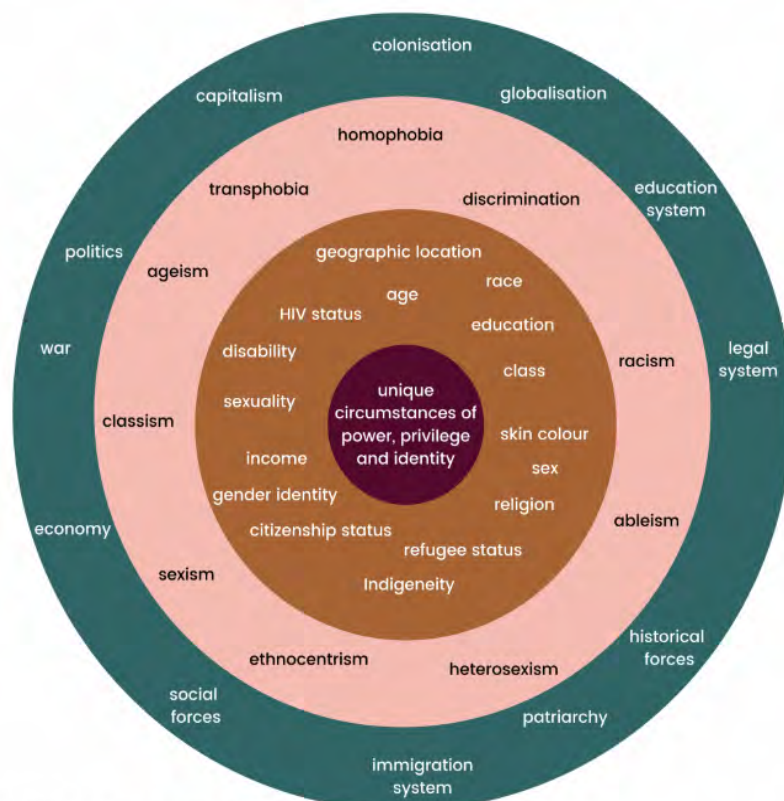 colonisation
capitalism
globalisation
homophobia
transphobia
discrimination
education
system
politics
ageism
geographic location
race
age
HIV status
education
war
disability
racism
legal
system
class
unique
circumstances of
power, privilege
and identity
sexuality
classism
skin colour
income
sex
gender identity
religion
economy
citizenship status
ableism
refugee status
sexism
Indigeneity
historical
forces
ethnocentrism
heterosexism
social
forces
patriarchy
immigration
system